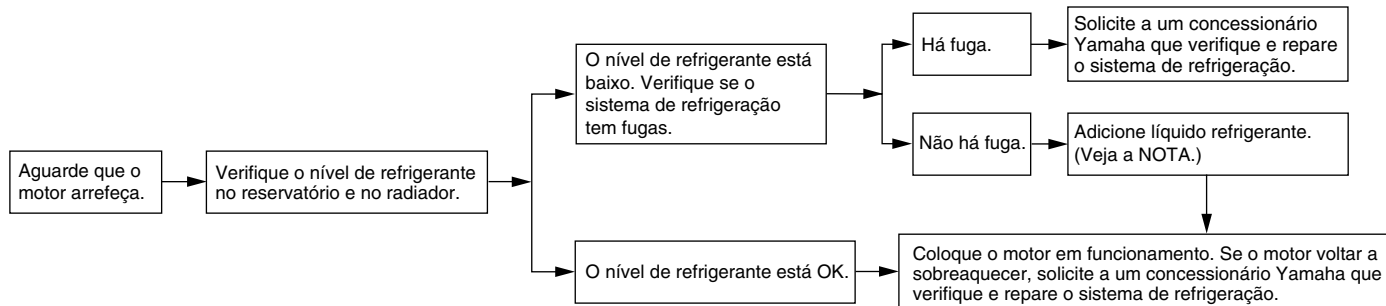 Aguarde que o
motor arrefeça.
Verifique o nível de refrigerante
no reservatório e no radiador.
O nível de refrigerante está
baixo. Verifique se o
sistema de refrigeração
tem fugas.
Há fuga.
Solicite a um concessionário
Yamaha que verifique e repare
o sistema de refrigeração.
Não há fuga.
Adicione líquido refrigerante.
(Veja a NOTA.)
O nível de refrigerante está OK.
Coloque o motor em funcionamento. Se o motor voltar a
sobreaquecer, solicite a um concessionário Yamaha que
verifique e repare o sistema de refrigeração.